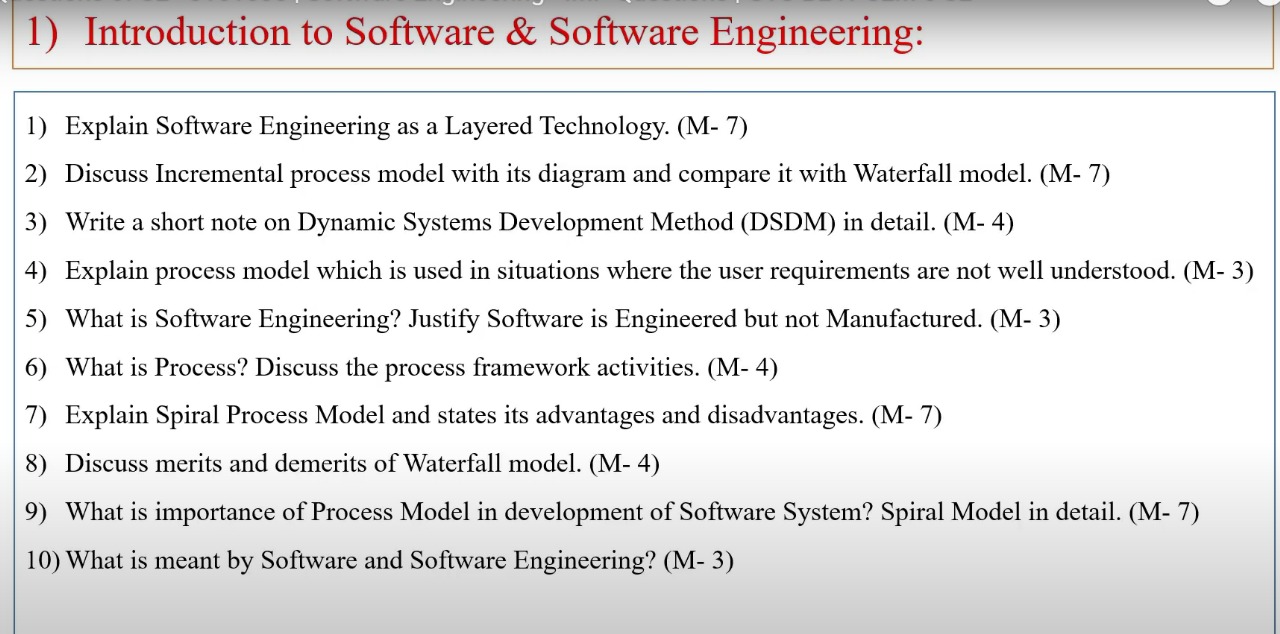 1) Introduction to Software & Software Engineering:
1) Explain Software Engineering as a Layered Technology. (M- 7)
2) Discuss Incremental process model with its diagram and compare it with Waterfall model. (M- 7)
3) Write a short note on Dynamic Systems Development Method (DSDM) in detail. (M- 4)
4) Explain process model which is used in situations where the user requirements are not well understood. (M- 3)
5) What is Software Engineering? Justify Software is Engineered but not Manufactured. (M- 3)
6) What is Process? Discuss the process framework activities. (M- 4)
7) Explain Spiral Process Model and states its advantages and disadvantages. (M- 7)
8) Discuss merits and demerits of Waterfall model. (M- 4)
9) What is importance of Process Model in development of Software System? Spiral Model in detail. (M- 7)
10) What is meant by Software and Software Engineering? (M- 3)